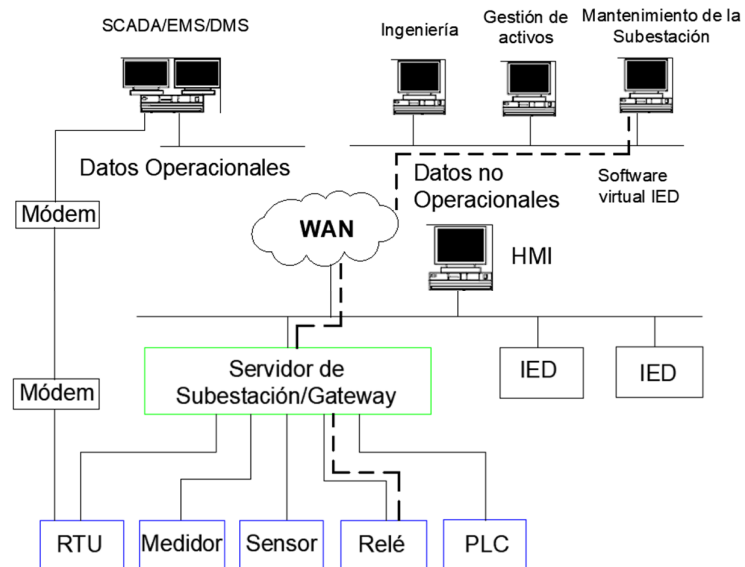 SCADA/EMS/DMS
Ingeniería
Gestión de
activos
Mantenimiento de la
Subestación
Datos Operacionales
Datos no
Operacionales
Software
virtual IED
Módem
WAN
HMI
Servidor de
Subestación/Gateway
IED
IED
Módem
RTU
Medidor
Sensor
Relé
PLC